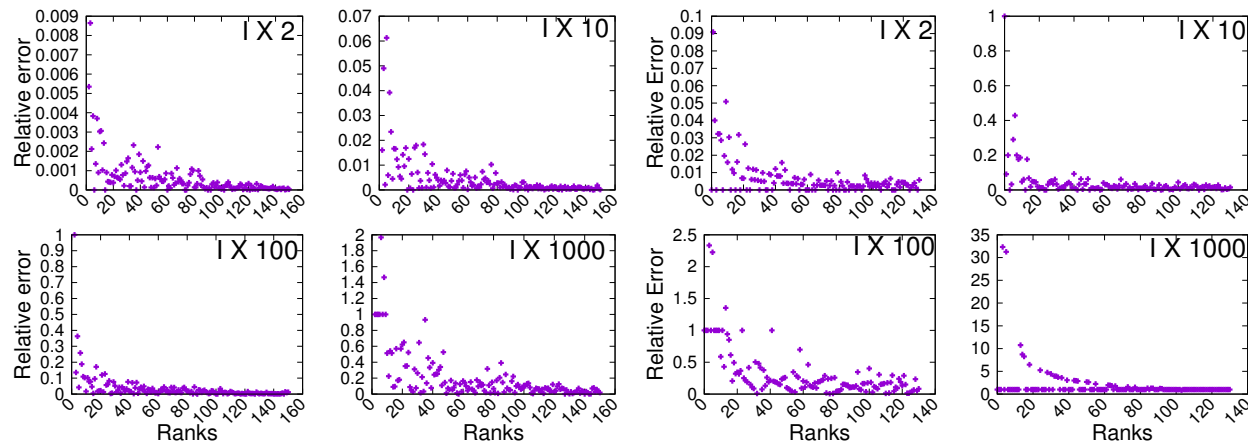 Relative error
0.009
0.008
0.007
0.006
0.005
0.004
0.003
0.002
0.001
0
I X 2
0 20 40 60 80 100 120 140 160
0.07
0.06
0.05
0.04
0.03
0.02
0.01
0
I X 10
0 20 40 60 80 100 120 140 160
Relative Error
0.1
0.09
0.08
0.07
0.06
0.05
0.04
0.03
0.02
0.01
0
I X 2
0 20 40 60 80 100 120 140
1
0.8
0.6
0.4
0.2
0
I X 10
0 20 40 60 80 100 120 140
Relative error
1
0.9
0.8
0.7
0.6
0.5
0.4
0.3
0.2
0.1
0
I X 100
0 20 40 60 80 100 120 140 160
Ranks
2
1.8
1.6
1.4
1.2
1
0.8
0.6
0.4
0.2
0
I X 1000
0 20 40 60 80 100 120 140 160
Ranks
Relative Error
2.5
2
1.5
1
0.5
0
I X 100
0 20 40 60 80 100 120 140
Ranks
35
30
25
20
15
10
5
0
I X 1000
0 20 40 60 80 100 120 140
Ranks